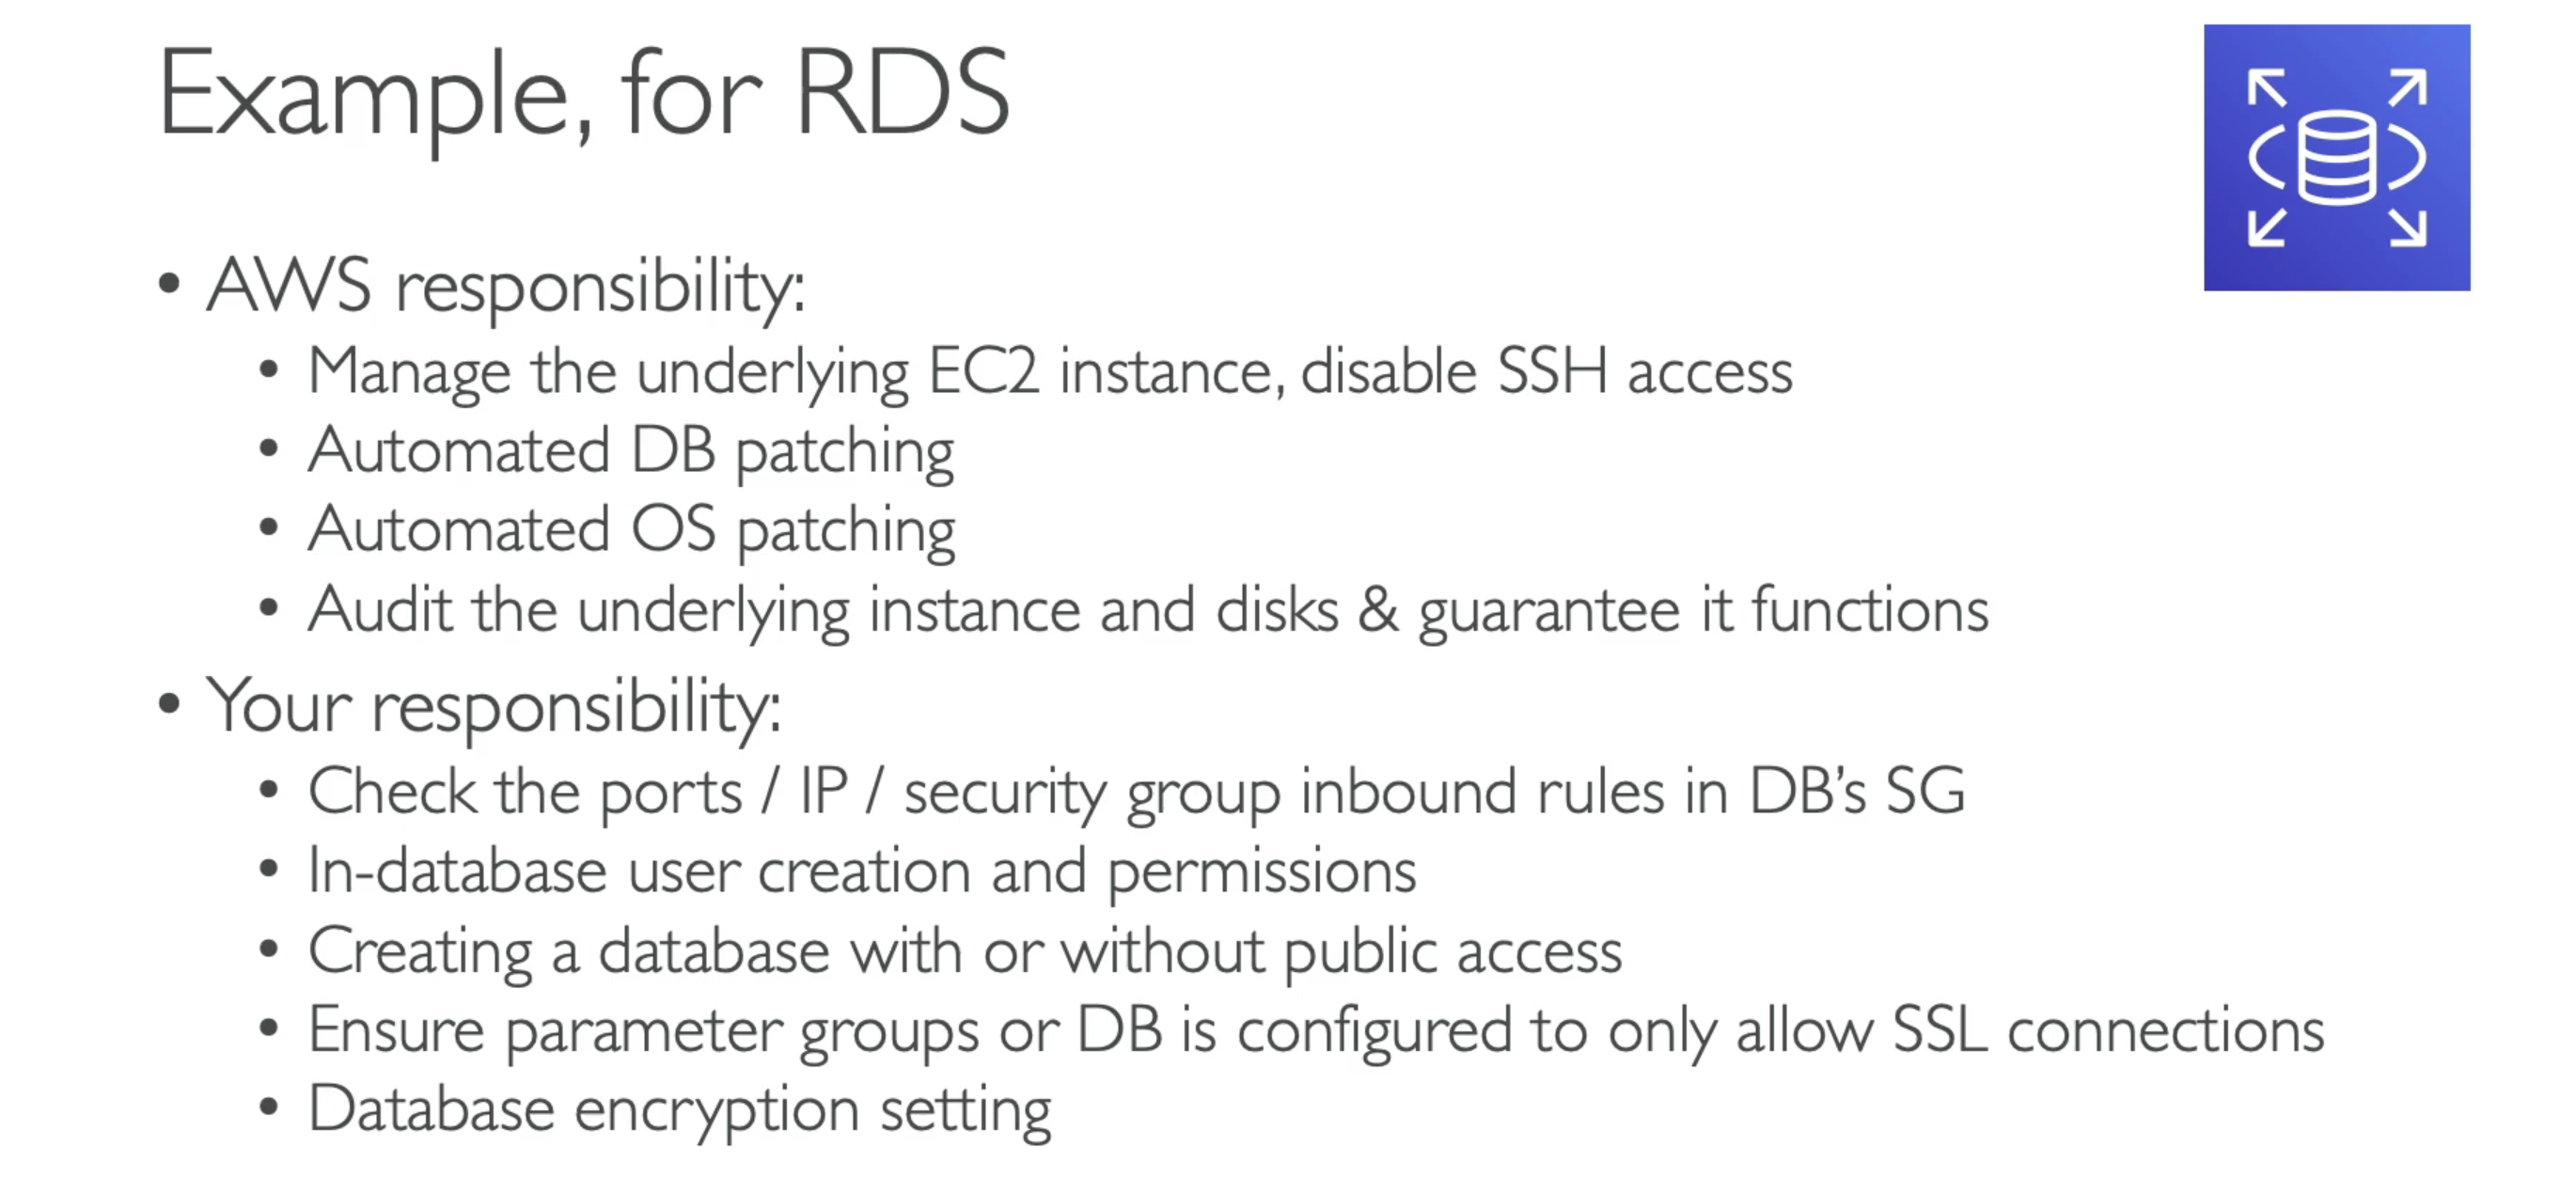 Example, for RDS
• AWS responsibility:
• Manage the underlying EC2 instance, disable SSH access
• Automated DB patching
• Automated OS patching
• Audit the underlying instance and disks & guarantee it functions
• Your responsibility:
• Check the ports / IP / security group inbound rules in DB’s SG
• In-database user creation and permissions
• Creating a database with or without public access
• Ensure parameter groups or DB is configured to only allow SSL connections
• Database encryption setting